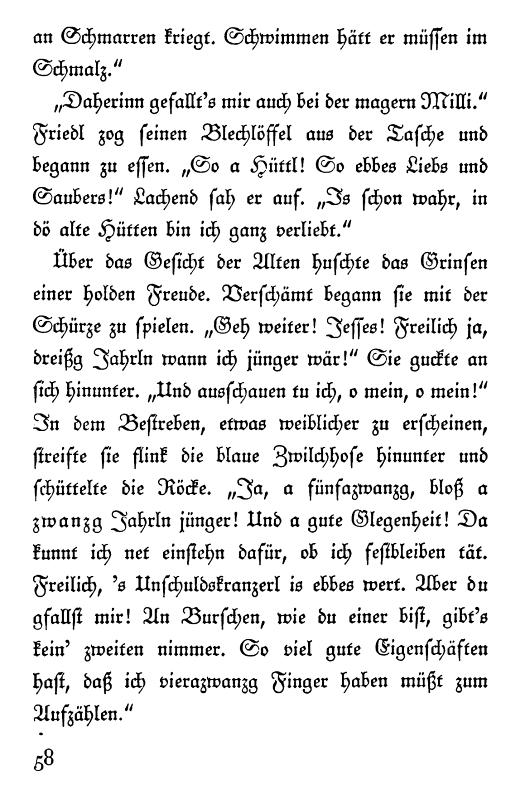 an Schmarren kriegt. Schwimmen hätt er müssen im
Schmalz.“
„Daherinn gefallt's mir auch bei der magern Milli.“
Friedl zog seinen Blechlöffel aus der Tasche und
begann zu essen. „So a Hüttl! So ebbes Liebs und
Saubers!“ Lachend sah er auf. „Is schon wahr, in
dö alte Hütten bin ich ganz verliebt.“
Über das Gesicht der Alten huschte das Grinsen
einer holden Freude. Verschämt begann sie mit der
Schürze zu spielen. „Geh weiter! Jesses! Freilich ja,
dreißg Jahrln wann ich jünger wär!“ Sie guckte an
sich hinunter. „Und ausschauen tu ich, o mein, o mein!“
In dem Bestreben, etwas weiblicher zu erscheinen,
streifte sie flink die blaue Zwilchhose hinunter und
schüttelte die Röcke. „Ja, a fünfazwanzg, bloß a
zwanzg Jahrln jünger! Und a gute Glegenheit! Da
kunnt ich net einstehn dafür, ob ich festbleiben tät.
Freilich, 's Unschuldskranzerl is ebbes wert. Aber du
gfallst mir! An Burschen, wie du einer bist, gibt's
kein' zweiten nimmer. So viel gute Eigenschäften
hast, daß ich vierazwanzg Finger haben müßt zum
Aufzählen.“
58